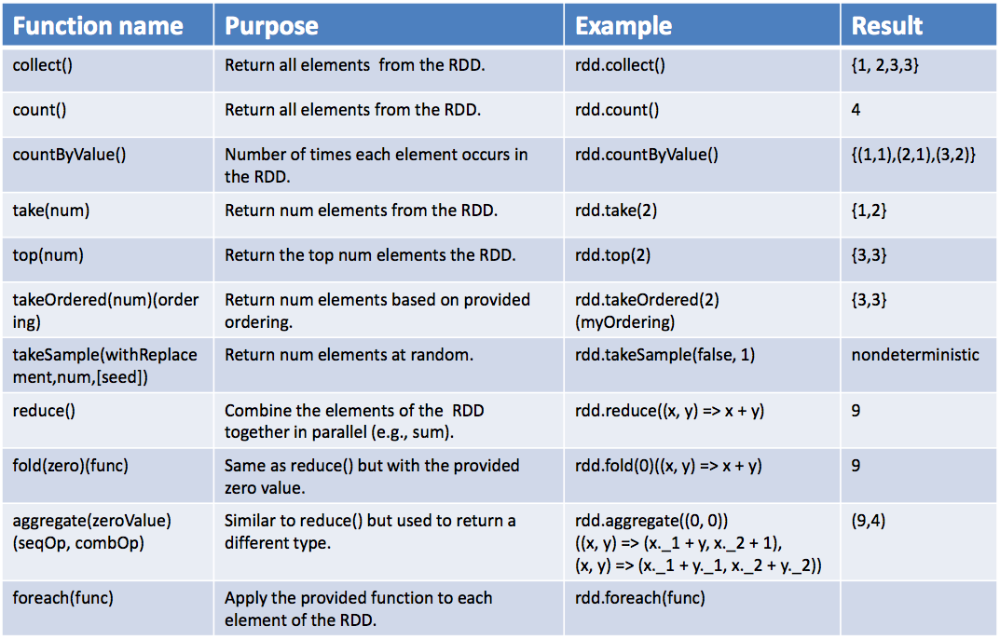 Function name Purpose Example Result
collect() Return all elements  from the RDD. rdd.collect() {1, 2,3,3}
count() Return all elements from the RDD. rdd.count() 4
countByValue() Number of times each element occurs in rdd.countByValue() {(1,1),(2,1),(3,2)}
the RDD.
take(num) Return num elements from the RDD. rdd.take(2) {1,2}
top(num) Return the top num elements the RDD. rdd.top(2) {3,3}
takeOrdered(num)(order Return num elements based on provided rdd.takeOrdered(2) {3,3}
ing) ordering. (myOrdering)
takeSample(withReplace Return num elements at random. rdd.takeSample(false, 1) nondeterministic
ment,num,[seed])
reduce() Combine the elements of the  RDD rdd.reduce((x, y) => x + y) 9
together in parallel (e.g., sum).
fold(zero)(func) Same as reduce() but with the provided rdd.fold(0)((x, y) => x + y) 9
zero value.
aggregate(zeroValue) Similar to reduce() but used to return a rdd.aggregate((0, 0)) (9,4)
(seqOp, combOp) different type. ((x, y) => (x._1 + y, x._2 + 1),
(x, y) => (x._1 + y._1, x._2 + y._2))
foreach(func) Apply the provided function to each rdd.foreach(func)
element of the RDD.